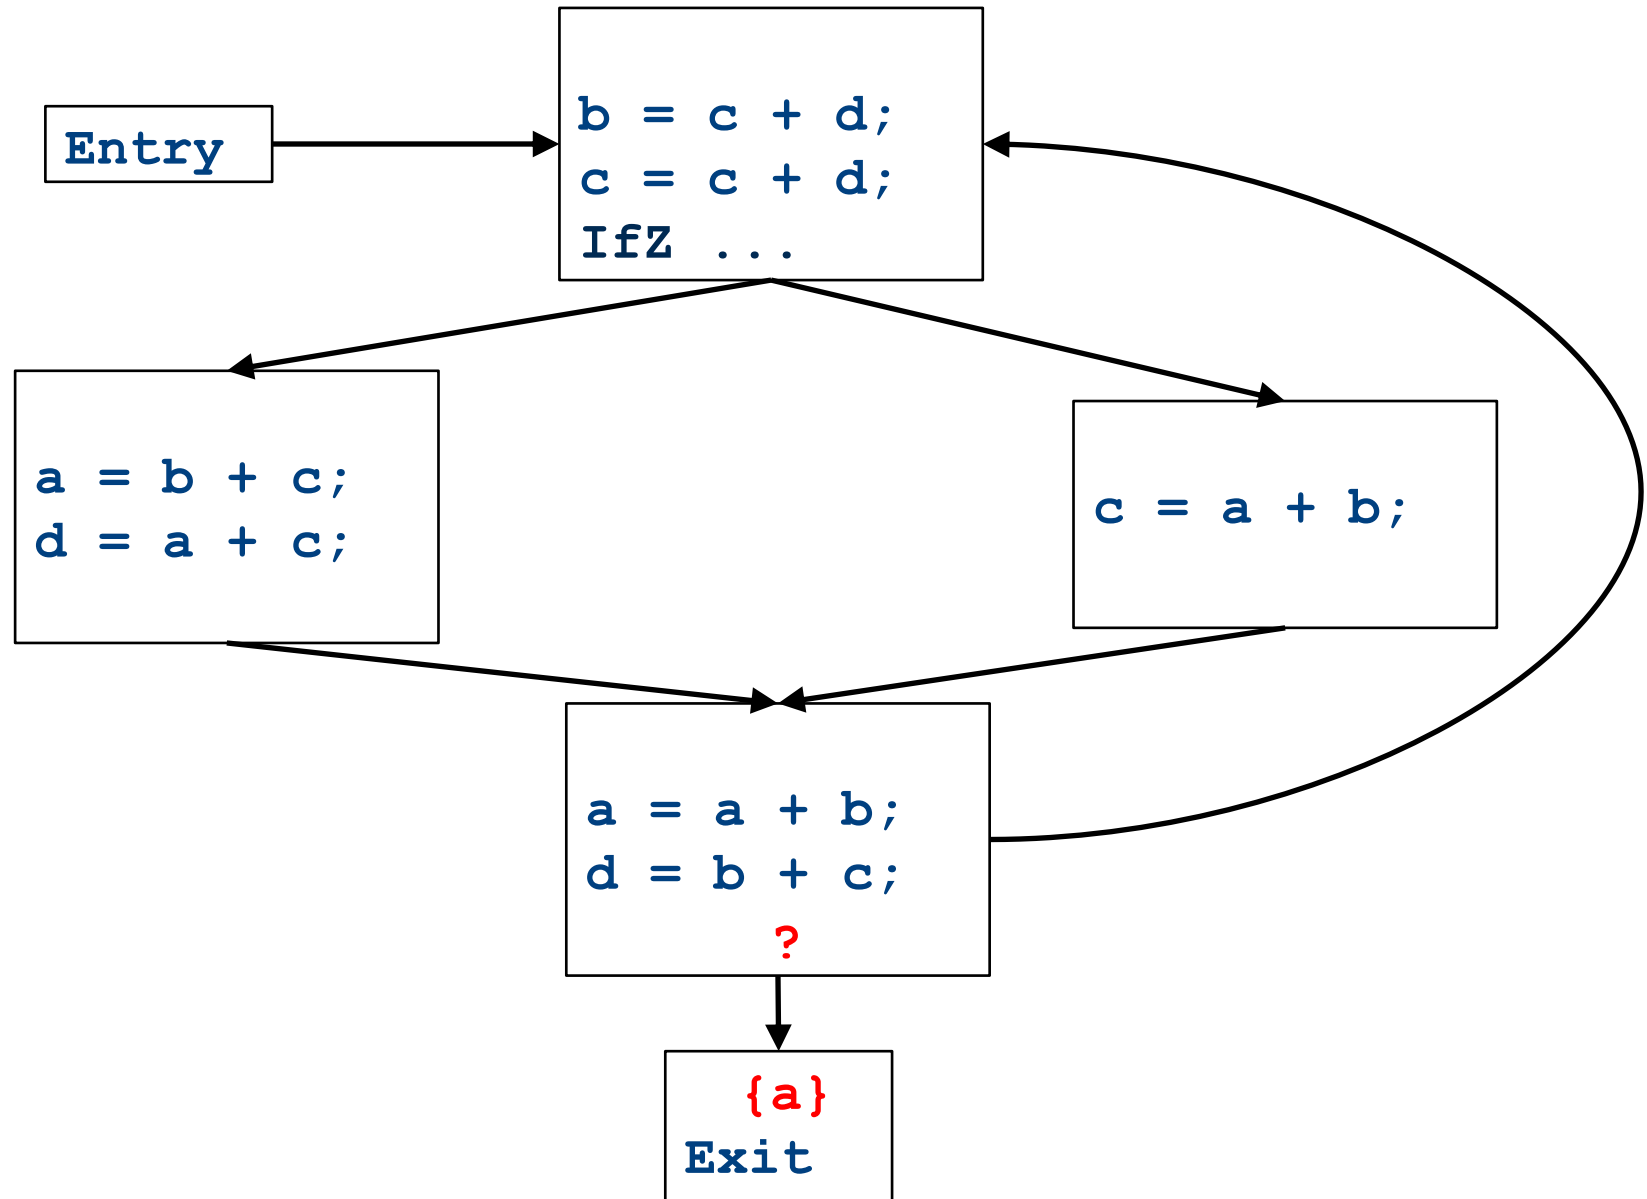 Entry
b = c + d;
c = c + d;
IfZ ...
a = b + c;
d = a + c;
c = a + b;
a = a + b;
d = b + c;
?
{a}
Exit